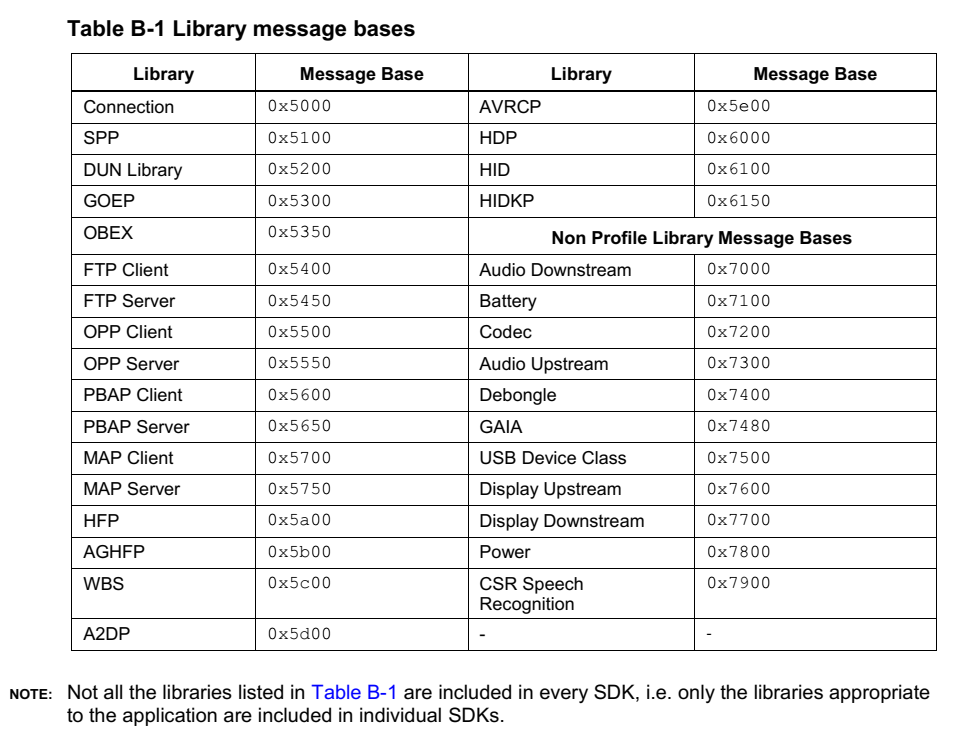 Table B-1 Library message bases
Library Message Base Library Message Base
Connection 0x5000 AVRCP 0x5e00
SPP 0x5100 HDP 0x6000
DUN Library 0x5200 HID 0x6100
GOEP 0x5300 HIDKP 0x6150
OBEX 0x5350 Non Profile Library Message Bases
FTP Client 0x5400 Audio Downstream 0x7000
FTP Server 0x5450 Battery 0x7100
OPP Client 0x5500 Codec 0x7200
OPP Server 0x5550 Audio Upstream 0x7300
PBAP Client 0x5600 Debongle 0x7400
PBAP Server 0x5650 GAIA 0x7480
MAP Client 0x5700 USB Device Class 0x7500
MAP Server 0x5750 Display Upstream 0x7600
HFP 0x5a00 Display Downstream 0x7700
AGHFP 0x5b00 Power 0x7800
WBS 0x5c00 CSR Speech 0x7900
Recognition
A2DP 0x5d00 - -
NOTE: Not all the libraries listed in Table B-1 are included in every SDK, i.e. only the libraries appropriate
to the application are included in individual SDKs.